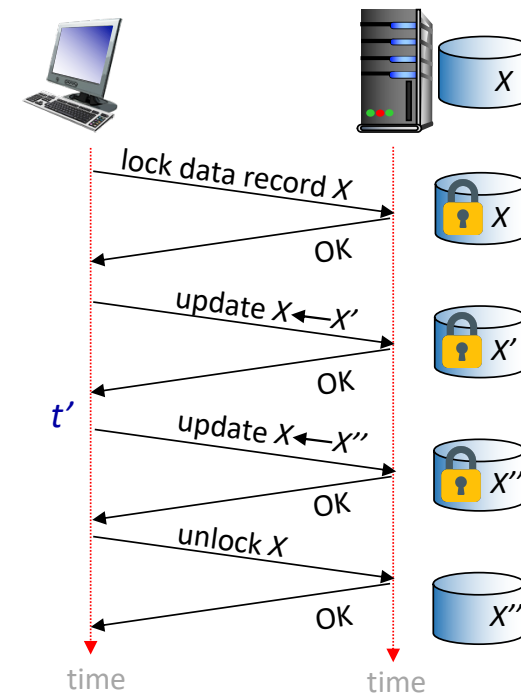 X
lock data record X
X
OK
update X ← X’
X’
OK
t’
update X ← X’’
X’’
OK
unlock X
X’’
OK
time
time